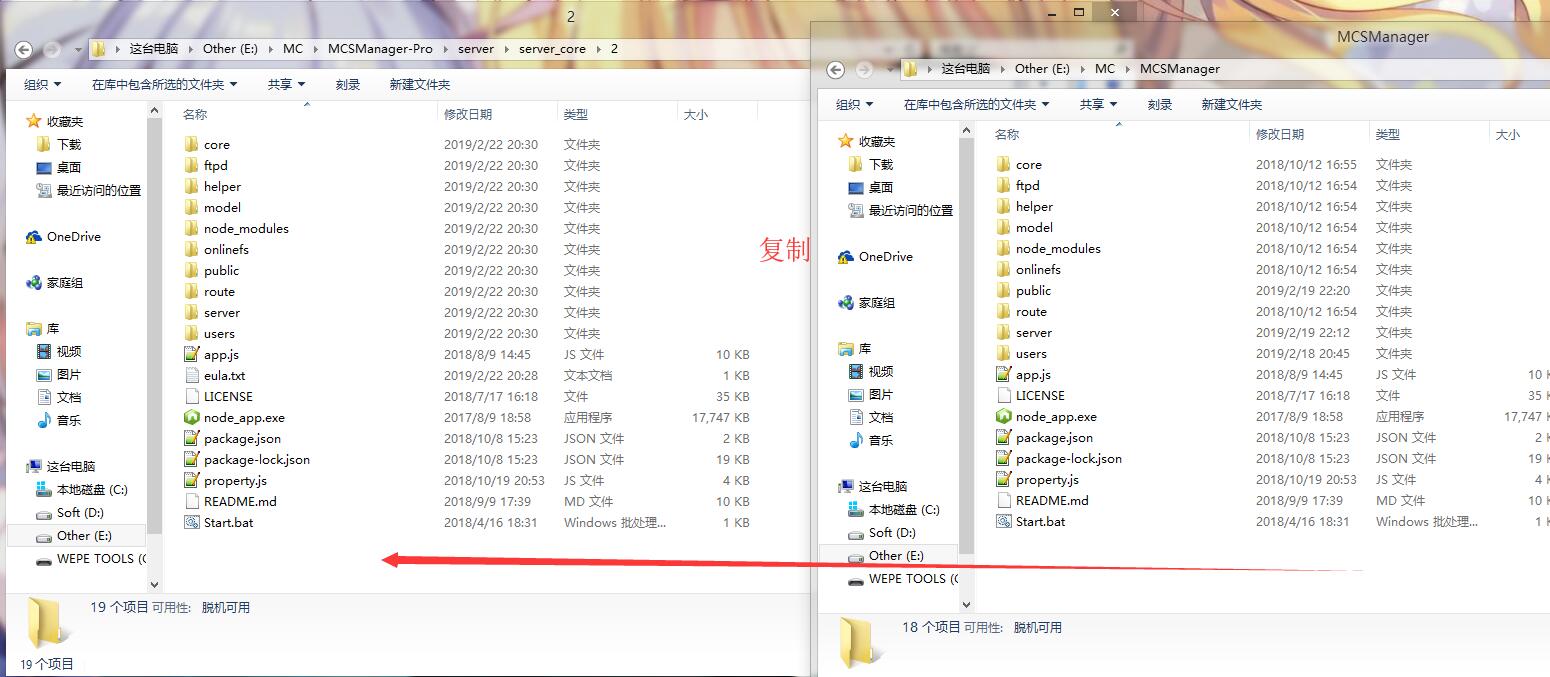 2
这台电脑 Other (E:) MC MCSManager-Pro server server_core 2
组织 在库中包含所选的文件夹 共享 刻录 新建文件夹
收藏夹
下载
桌面
最近访问的位置
OneDrive
家庭组
库
视频
图片
文档
音乐
这台电脑
本地磁盘 (C:)
Soft (D:)
Other (E:)
WEPE TOOLS (
名称 修改日期 类型 大小
core 2019/2/22 20:30 文件夹
ftpd 2019/2/22 20:30 文件夹
helper 2019/2/22 20:30 文件夹
model 2019/2/22 20:30 文件夹
node_modules 2019/2/22 20:30 文件夹
onlinefs 2019/2/22 20:30 文件夹
public 2019/2/22 20:30 文件夹
route 2019/2/22 20:30 文件夹
server 2019/2/22 20:30 文件夹
users 2019/2/22 20:30 文件夹
app.js 2018/8/9 14:45 JS 文件 10 KB
eula.txt 2019/2/22 20:28 文本文档 1 KB
LICENSE 2018/7/17 16:18 文件 35 KB
node_app.exe 2017/8/9 18:58 应用程序 17,747 KB
package.json 2018/10/8 15:23 JSON 文件 2 KB
package-lock.json 2018/10/8 15:23 JSON 文件 19 KB
property.js 2018/10/19 20:53 JS 文件 4 KB
README.md 2018/9/9 17:39 MD 文件 10 KB
Start.bat 2018/4/16 18:31 Windows 批处理... 1 KB
19 个项目 可用性: 脱机可用
19 个项目
复制
MCSManager
这台电脑 Other (E:) MC MCSManager
组织 在库中包含所选的文件夹 共享 刻录 新建文件夹
收藏夹
下载
桌面
最近访问的位置
OneDrive
家庭组
库
视频
图片
文档
音乐
这台电脑
本地磁盘 (C:)
Soft (D:)
Other (E:)
WEPE TOOLS (
名称 修改日期 类型 大小
core 2018/10/12 16:55 文件夹
ftpd 2018/10/12 16:54 文件夹
helper 2018/10/12 16:54 文件夹
model 2018/10/12 16:54 文件夹
node_modules 2018/10/12 16:54 文件夹
onlinefs 2018/10/12 16:54 文件夹
public 2019/2/19 22:20 文件夹
route 2018/10/12 16:54 文件夹
server 2019/2/19 22:12 文件夹
users 2019/2/18 20:45 文件夹
app.js 2018/8/9 14:45 JS 文件 10
LICENSE 2018/7/17 16:18 文件 35
node_app.exe 2017/8/9 18:58 应用程序 17,747
package.json 2018/10/8 15:23 JSON 文件 2
package-lock.json 2018/10/8 15:23 JSON 文件 19
property.js 2018/10/19 20:53 JS 文件 4
README.md 2018/9/9 17:39 MD 文件 10
Start.bat 2018/4/16 18:31 Windows 批处理... 1
18 个项目 可用性: 脱机可用